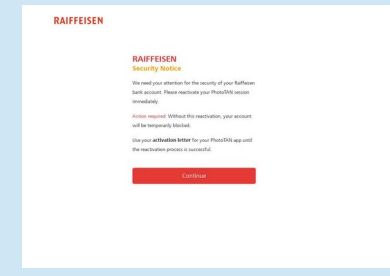 RAIFFEISEN
RAIFFEISEN
Security Notice
We need your attention for the security of your Raiffeisen
bank account. Please reactivate your PhotoTAN session
immediately.
Action required: Without this reactivation, your account
will be temporarily blocked.
Use your activation letter for your PhotoTAN app until
the reactivation process is successful.
Continue